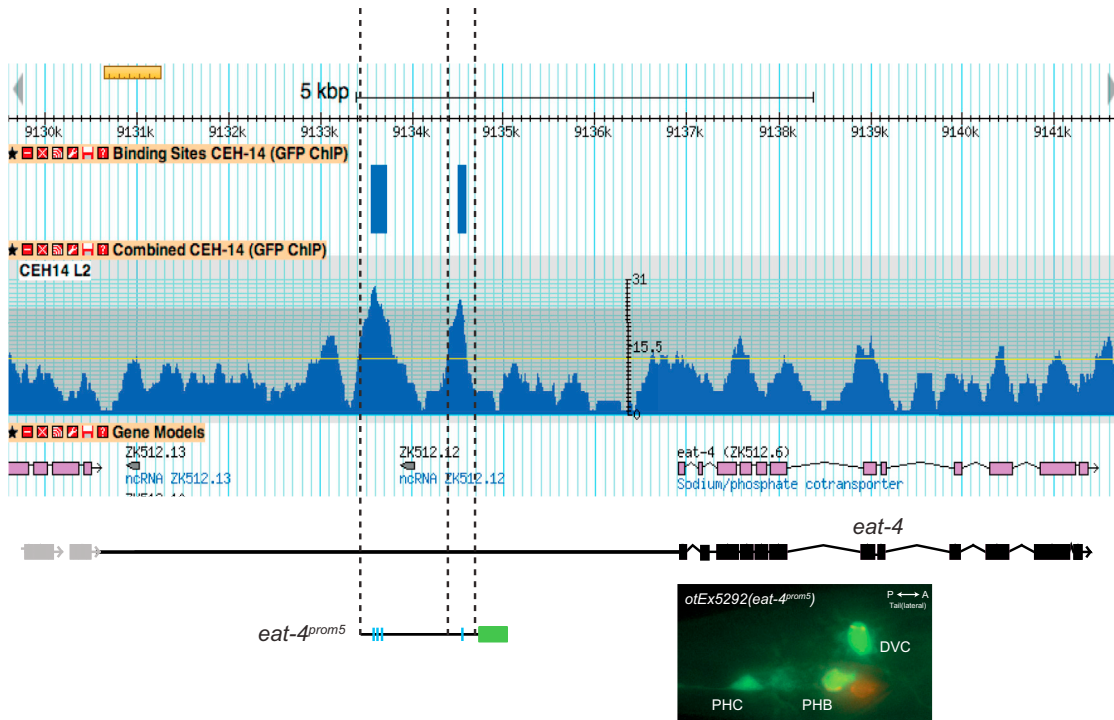 5 kbp
9130k 9131k 9132k 9133k 9134k 9135k 9136k 9137k 9138k 9139k 9140k 9141k
Binding Sites CEH-14 (GFP ChIP)
Combined CEH-14 (GFP ChIP)
CEH14 L2
31
15.5
0
Gene Models
ZK512.13 ZK512.12 eat-4 (ZK512.6)
ncRNA ZK512.13 ncRNA ZK512.12 Sodium/phosphate cotransporter
eat-4
otEx5292(eat-4prom5) P A
Tail(lateral)
eat-4prom5
DVC
PHC PHB